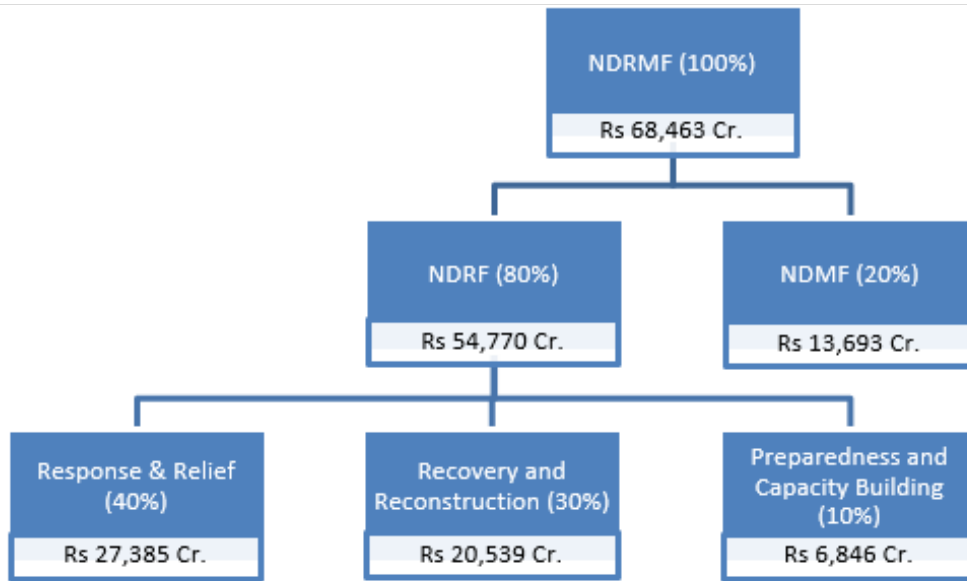 NDRMF (100%)
Rs 68,463 Cr.
NDRF (80%)
Rs 54,770 Cr.
NDMF (20%)
Rs 13,693 Cr.
Response & Relief
(40%)
Rs 27,385 Cr.
Recovery and
Reconstruction (30%)
Rs 20,539 Cr.
Preparedness and
Capacity Building
(10%)
Rs 6,846 Cr.